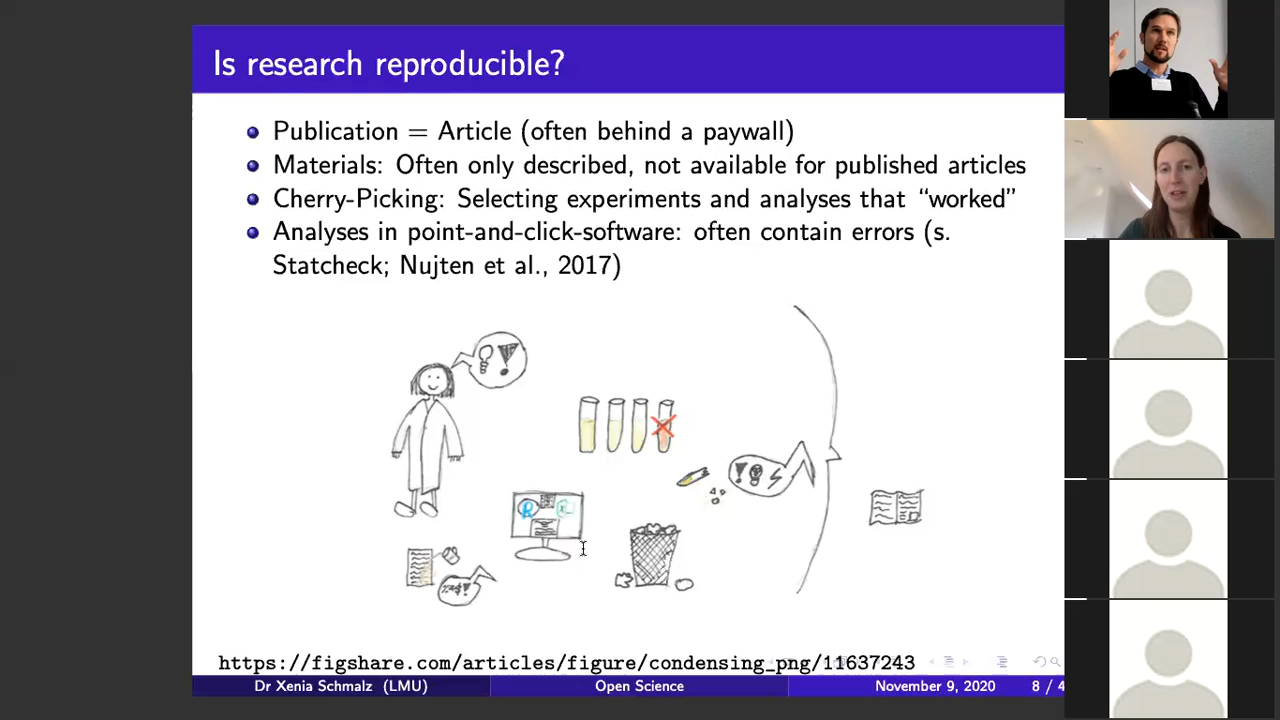 Is research reproducible?
Publication = Article (often behind a paywall)
Materials: Often only described, not available for published articles
Cherry-Picking: Selecting experiments and analyses that “worked”
Analyses in point-and-click-software: often contain errors (s.
Statcheck; Nujten et al., 2017)
https://figshare.com/articles/figure/condensing_png/11637243
Dr Xenia Schmalz (LMU) Open Science November 9, 2020 8 / 4